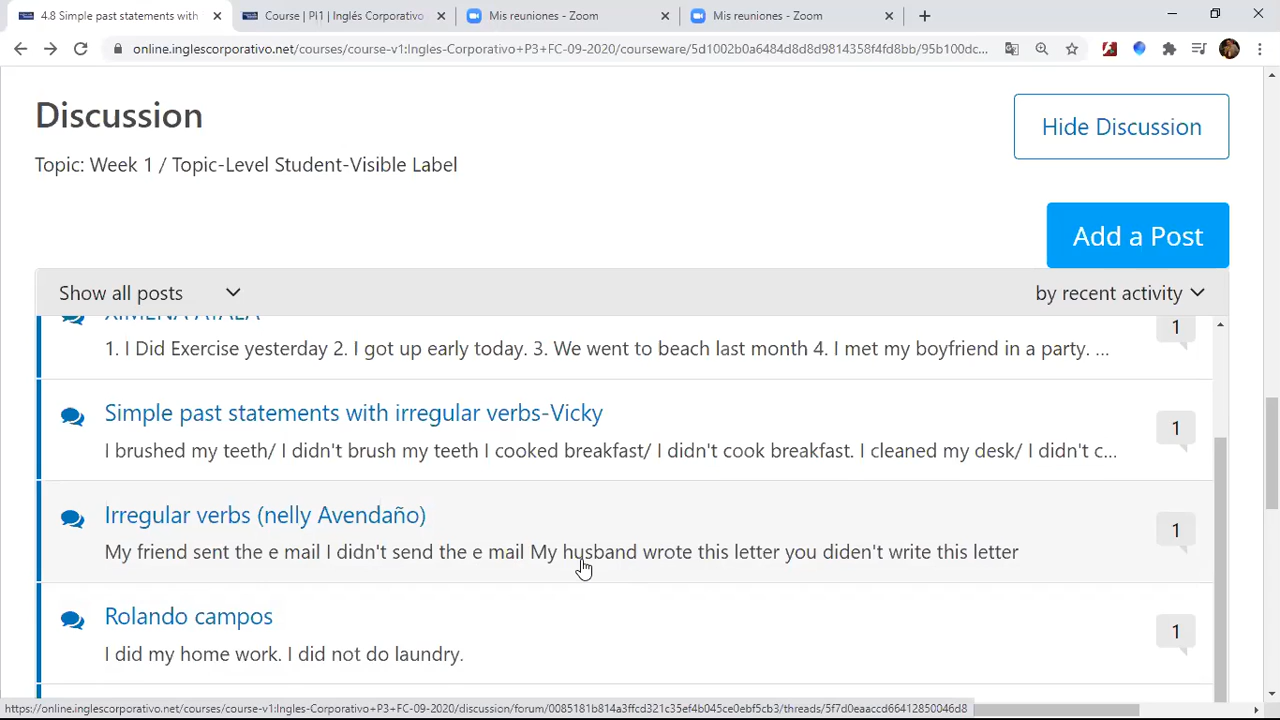 4.8 Simple past statements with
Course | PI1 | Inglés Corporativo
Mis reuniones - Zoom
Mis reuniones - Zoom
online.inglescorporativo.net/courses/course-v1:Ingles-Corporativo+P3+FC-09-2020/courseware/5d1002b0a6484d8d8d9814358f4fd8bb/95b100dc...
Discussion
Hide Discussion
Topic: Week 1 / Topic-Level Student-Visible Label
Add a Post
Show all posts
by recent activity
XIMENA AYALA
1
1. I Did Exercise yesterday 2. I got up early today. 3. We went to beach last month 4. I met my boyfriend in a party. ...
Simple past statements with irregular verbs-Vicky
1
I brushed my teeth/ I didn't brush my teeth I cooked breakfast/ I didn't cook breakfast. I cleaned my desk/ I didn't c...
Irregular verbs (nelly Avendaño)
1
My friend sent the e mail I didn't send the e mail My husband wrote this letter you diden't write this letter
Rolando campos
1
I did my home work. I did not do laundry.
https://online.inglescorporativo.net/courses/course-v1:Ingles-Corporativo+P3+FC-09-2020/discussion/forum/0085181b814a3ffcd321c35ef4b045ce0ebf5cb3/threads/5f7d0eaaccd66412850046d8